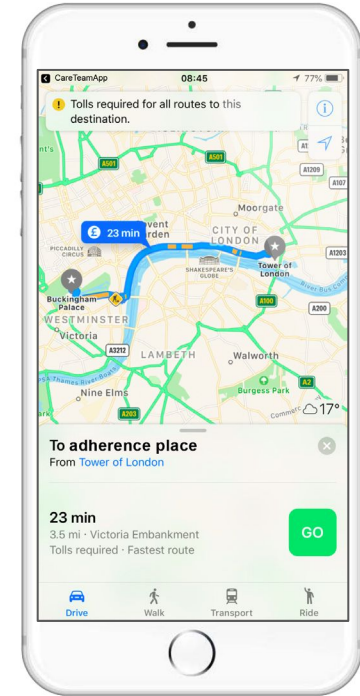 CareTeamApp 08:45 77%
Tolls required for all routes to this
destination.
A501
A501
A1209
A107
Moorgate
£ 23 min
PICCADILLY
CIRCUS
CITY OF
LONDON
A1203
SHAKESPEARE'S
GLOBE
Tower of
London
Buckingham
Palace
A100
A200
WESTMINSTER
Victoria
A3212
LAMBETH
Walworth
Nine Elms
Burgess Park
A2
A203
17°
To adherence place
From Tower of London
23 min
3.5 mi · Victoria Embankment
Tolls required · Fastest route
GO
Drive
Walk
Transport
Ride